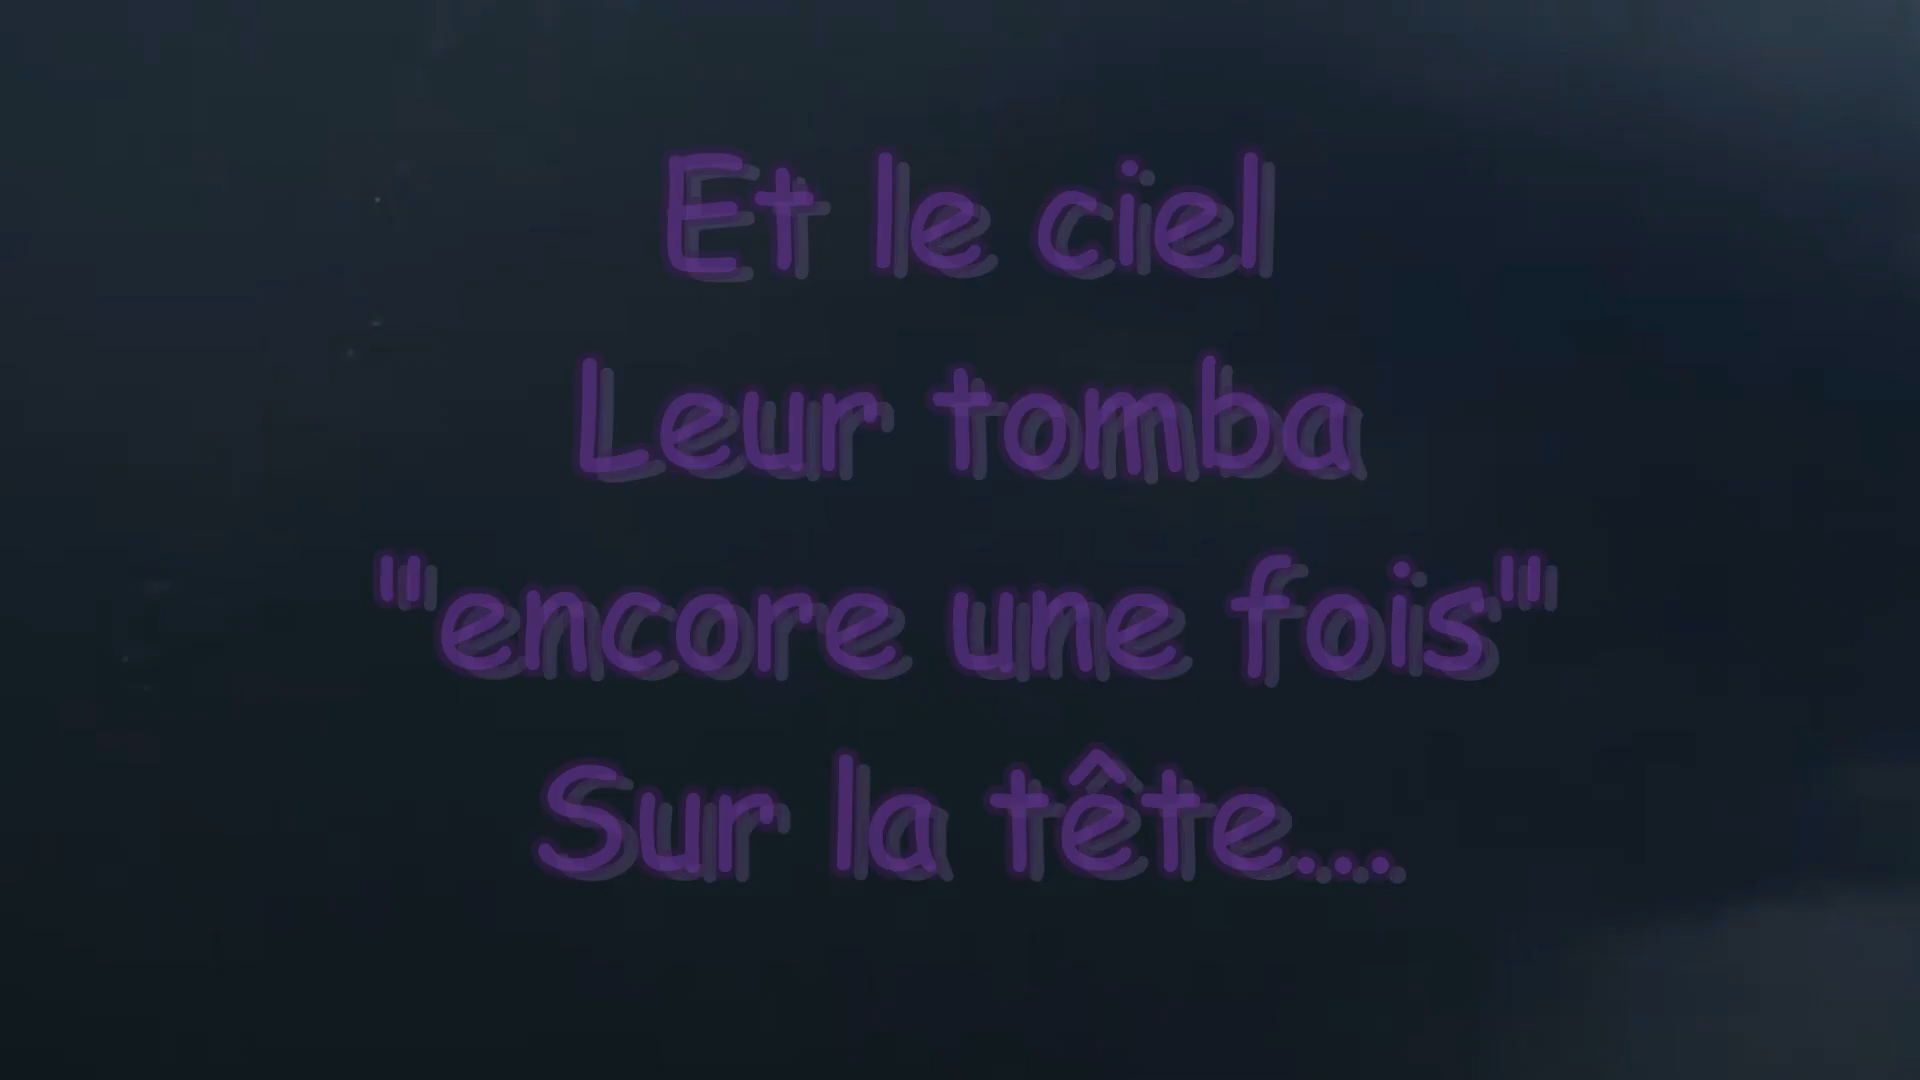 Et le ciel
Leur tomba
"encore une fois"
Sur la tête...